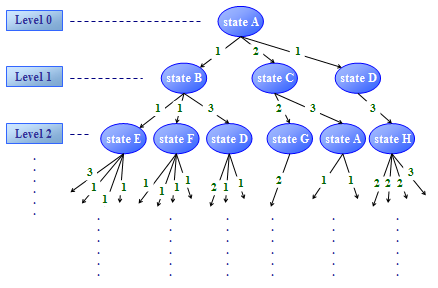 Level 0
state A
1 2 1
Level 1
state B state C state D
1 1 3 2 3 3
Level 2
state E state F state D state G state A state H
3 1 1 1 1 1 1 1 1 2 1 1 2 1 1 2 2 2 3